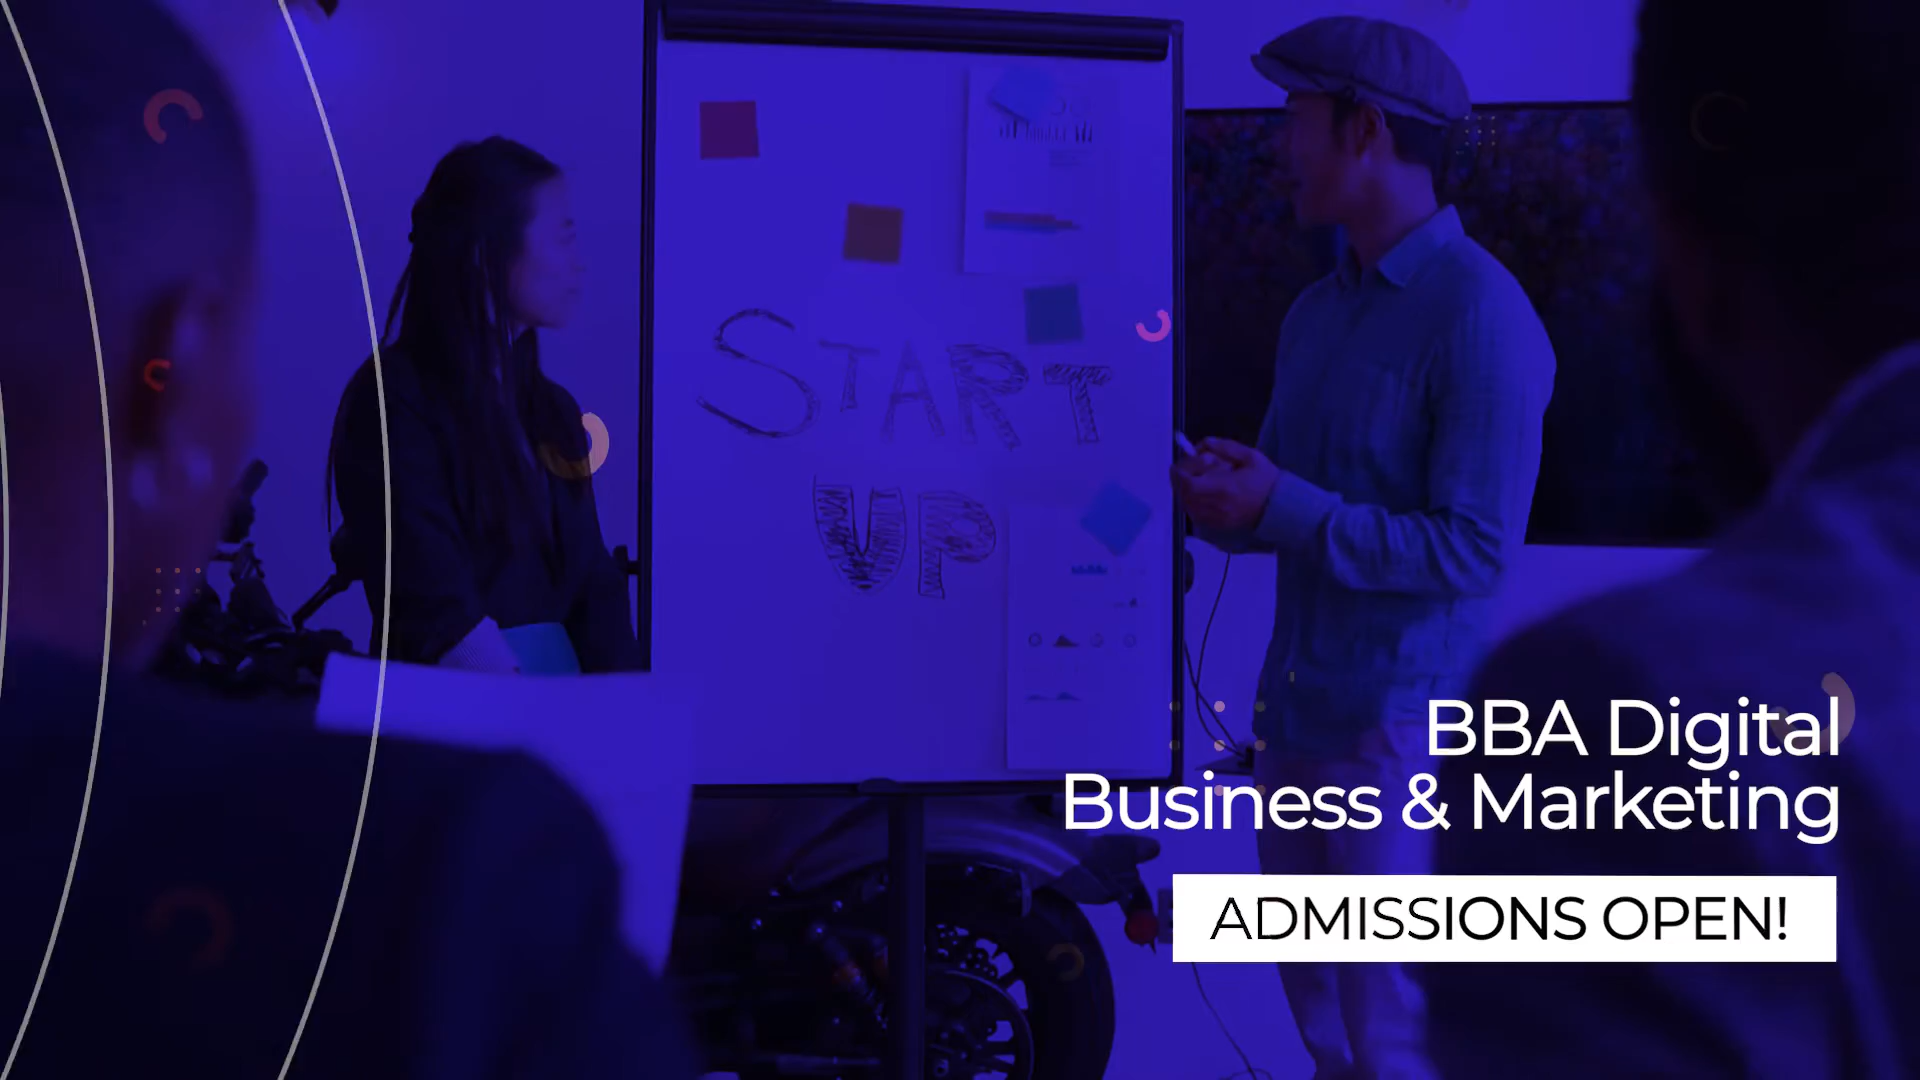 START
UP
BBA Digital
Business & Marketing
ADMISSIONS OPEN!